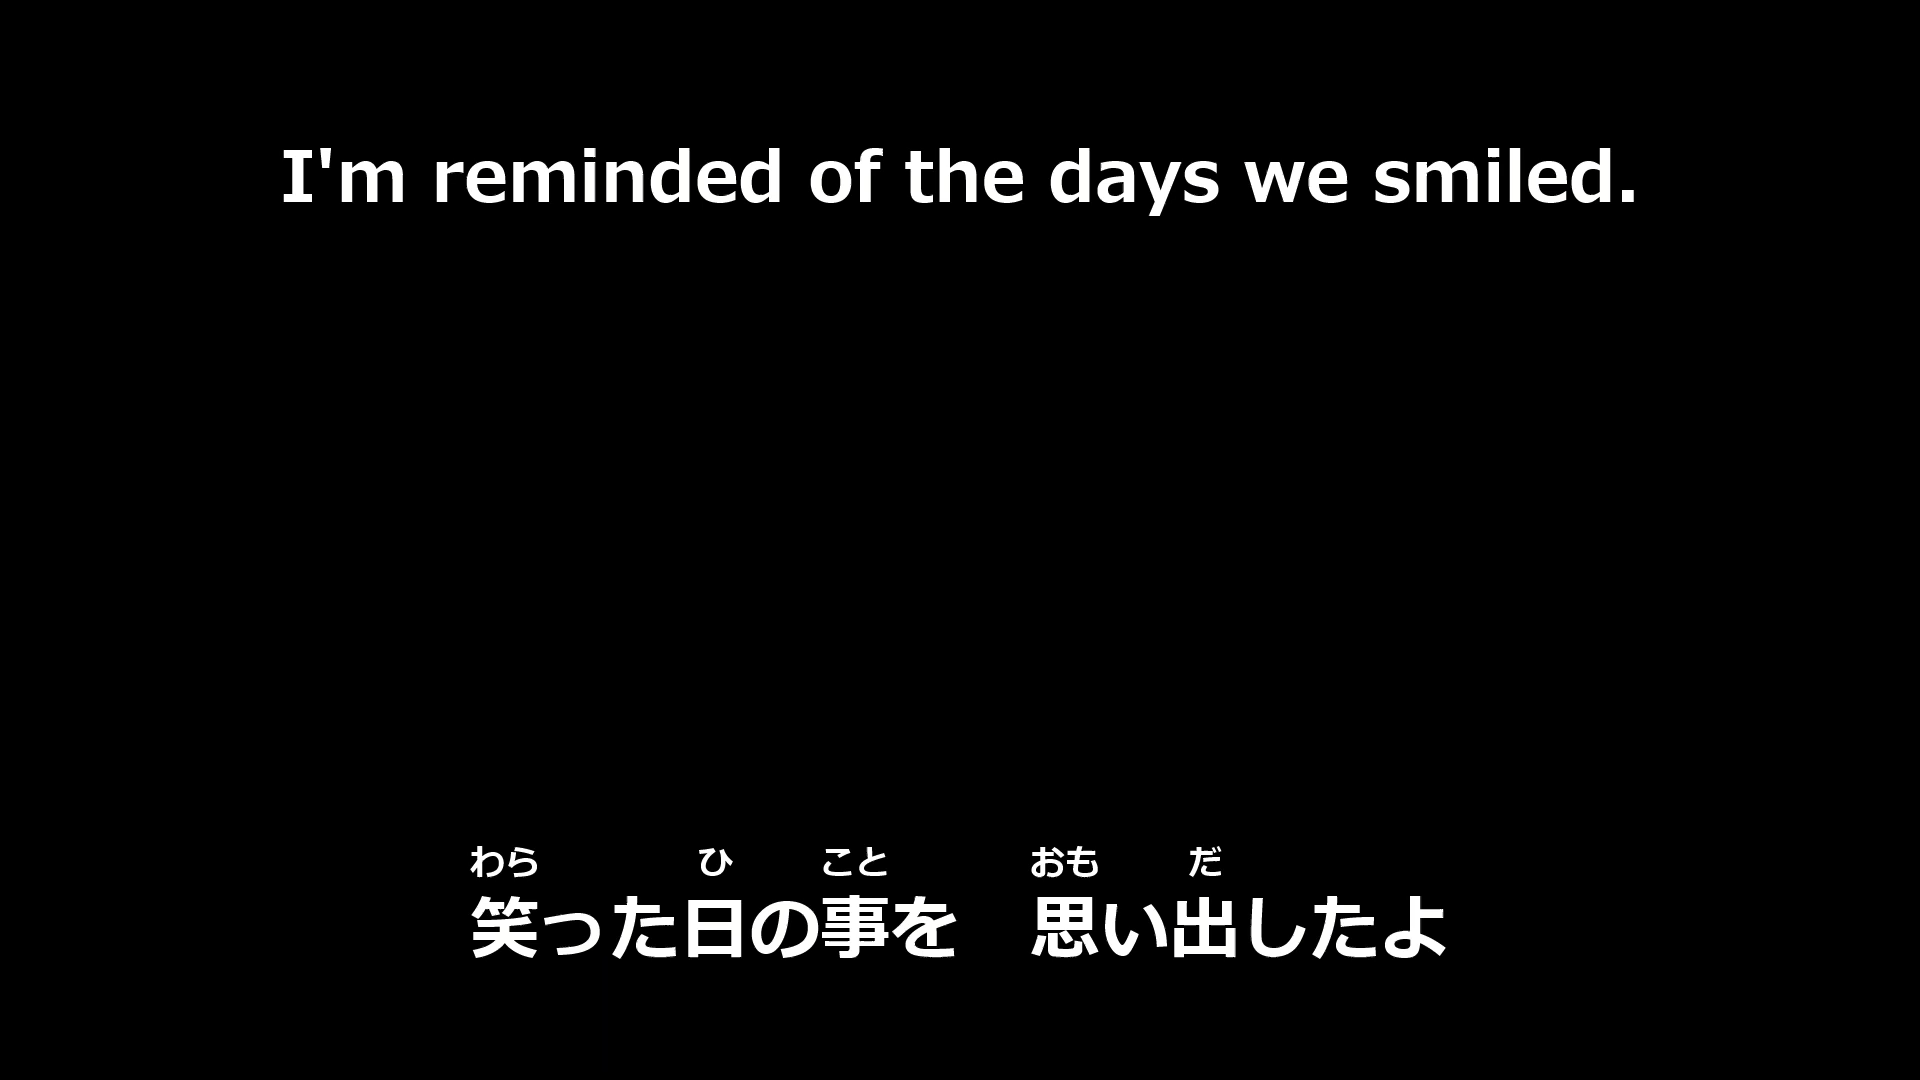 I'm reminded of the days we smiled.
わら ひ こと おも だ
笑った日の事を　思い出したよ